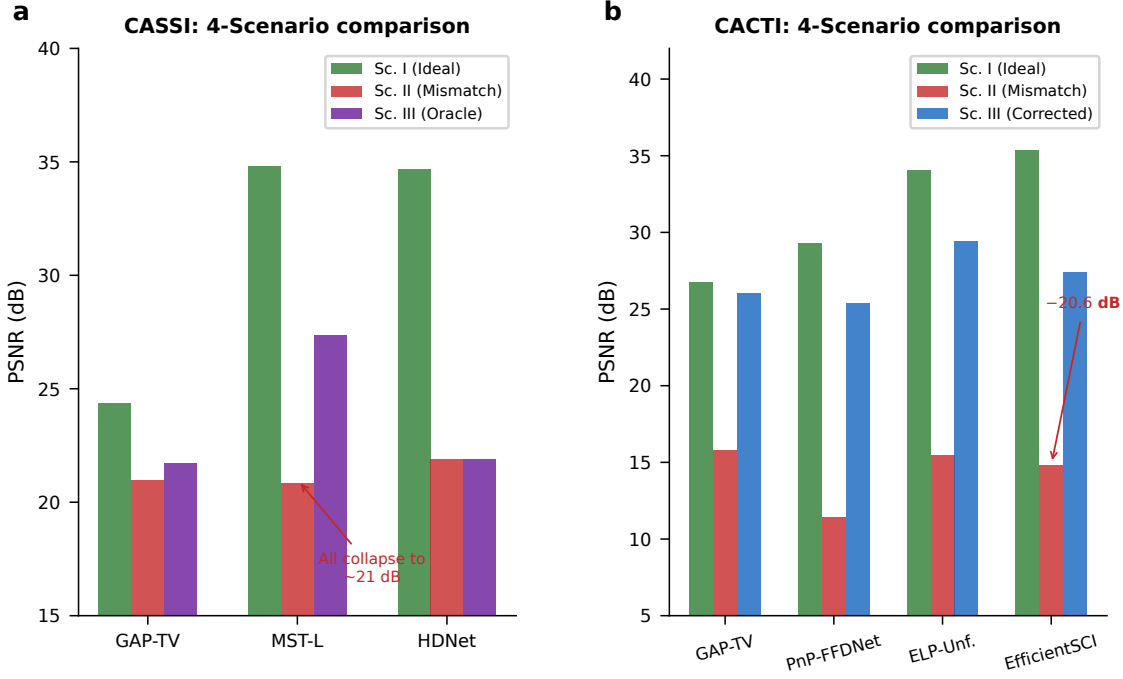 a
CASSI: 4-Scenario comparison
40
35
30
25
20
15
PSNR (dB)
Sc. I (Ideal)
Sc. II (Mismatch)
Sc. III (Oracle)
All collapse to
~21 dB
GAP-TV
MST-L
HDNet
b
CACTI: 4-Scenario comparison
40
35
30
25
20
15
10
5
PSNR (dB)
Sc. I (Ideal)
Sc. II (Mismatch)
Sc. III (Corrected)
−20.6 dB
GAP-TV
PnP-FFDNet
ELP-Unf.
EfficientSCI